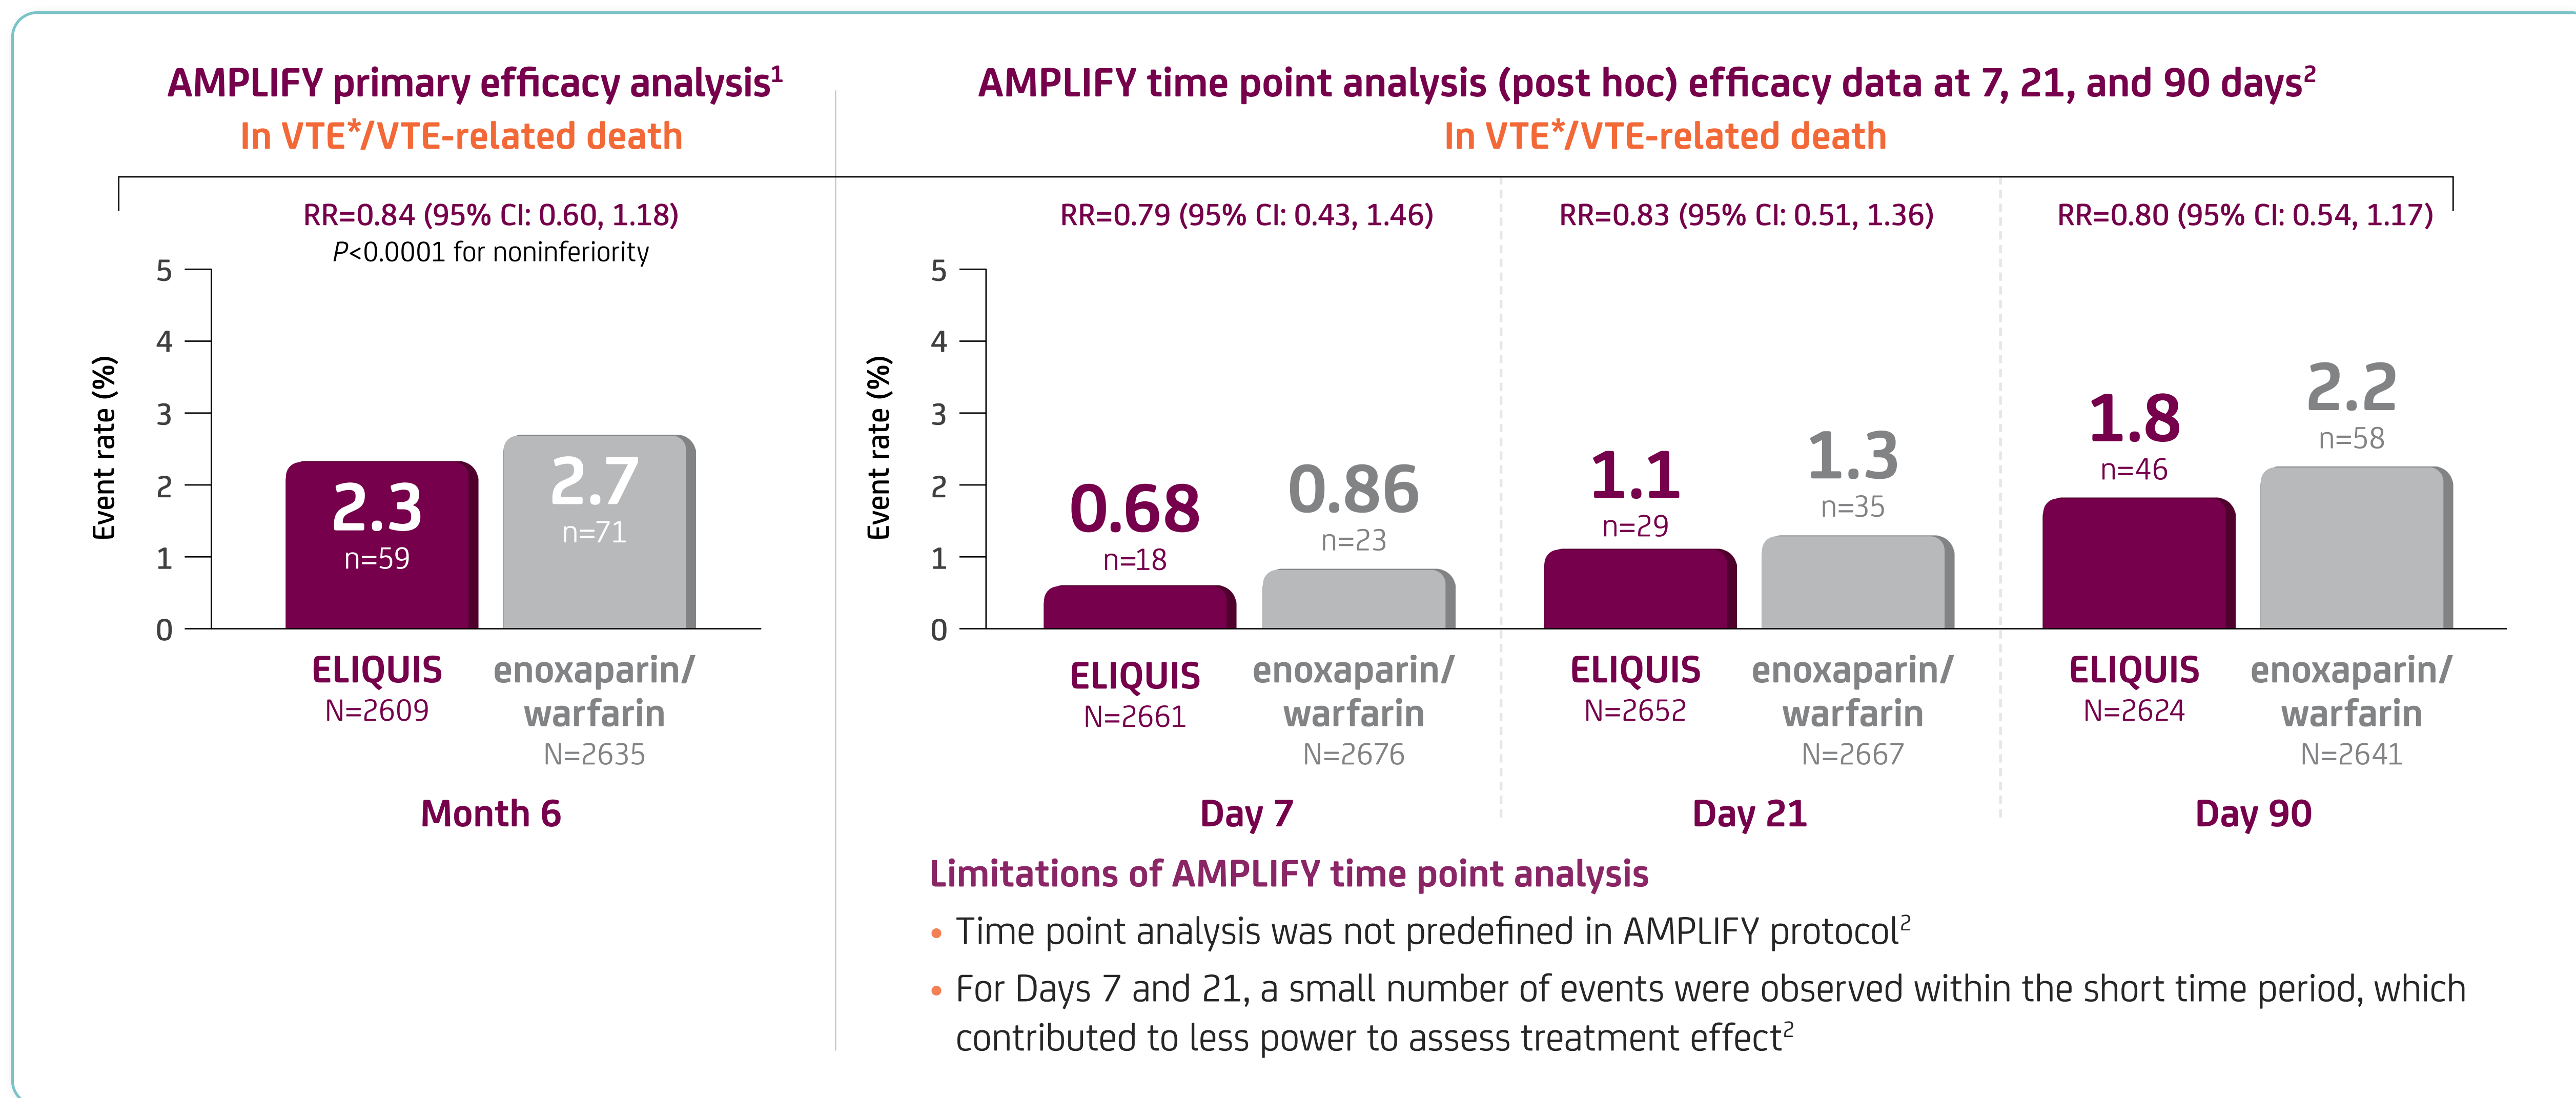 AMPLIFY primary efficacy analysis¹
In VTE*/VTE-related death
RR=0.84 (95% CI: 0.60, 1.18)
P<0.0001 for noninferiority
Event rate (%)
5
4
3
2
1
0
2.3
n=59
2.7
n=71
ELIQUIS
N=2609
enoxaparin/
warfarin
N=2635
Month 6
AMPLIFY time point analysis (post hoc) efficacy data at 7, 21, and 90 days²
In VTE*/VTE-related death
RR=0.79 (95% CI: 0.43, 1.46)
RR=0.83 (95% CI: 0.51, 1.36)
RR=0.80 (95% CI: 0.54, 1.17)
Event rate (%)
5
4
3
2
1
0
0.68
n=18
0.86
n=23
ELIQUIS
N=2661
enoxaparin/
warfarin
N=2676
Day 7
1.1
n=29
1.3
n=35
ELIQUIS
N=2652
enoxaparin/
warfarin
N=2667
Day 21
1.8
n=46
2.2
n=58
ELIQUIS
N=2624
enoxaparin/
warfarin
N=2641
Day 90
Limitations of AMPLIFY time point analysis
• Time point analysis was not predefined in AMPLIFY protocol²
• For Days 7 and 21, a small number of events were observed within the short time period, which
contributed to less power to assess treatment effect²